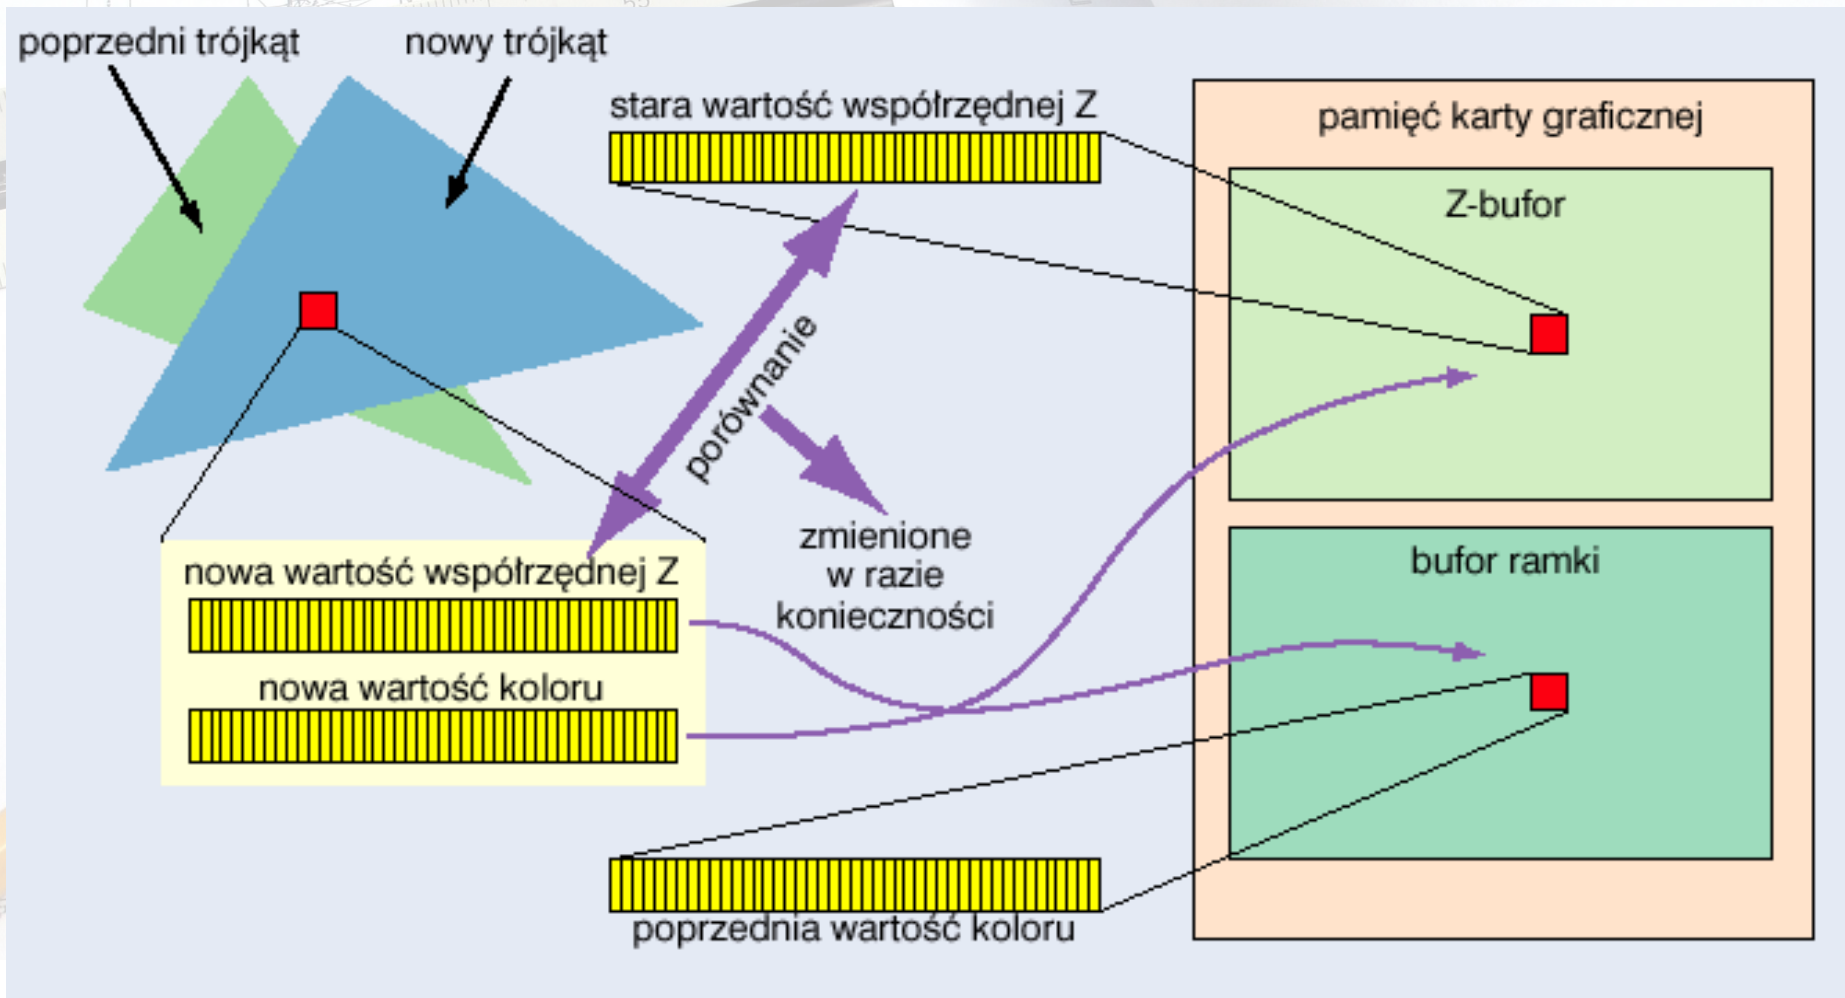 poprzedni trójkąt
nowy trójkąt
stara wartość współrzędnej Z
pamięć karty graficznej
Z-bufor
porównanie
zmienione
w razie
konieczności
nowa wartość współrzędnej Z
nowa wartość koloru
bufor ramki
poprzednia wartość koloru